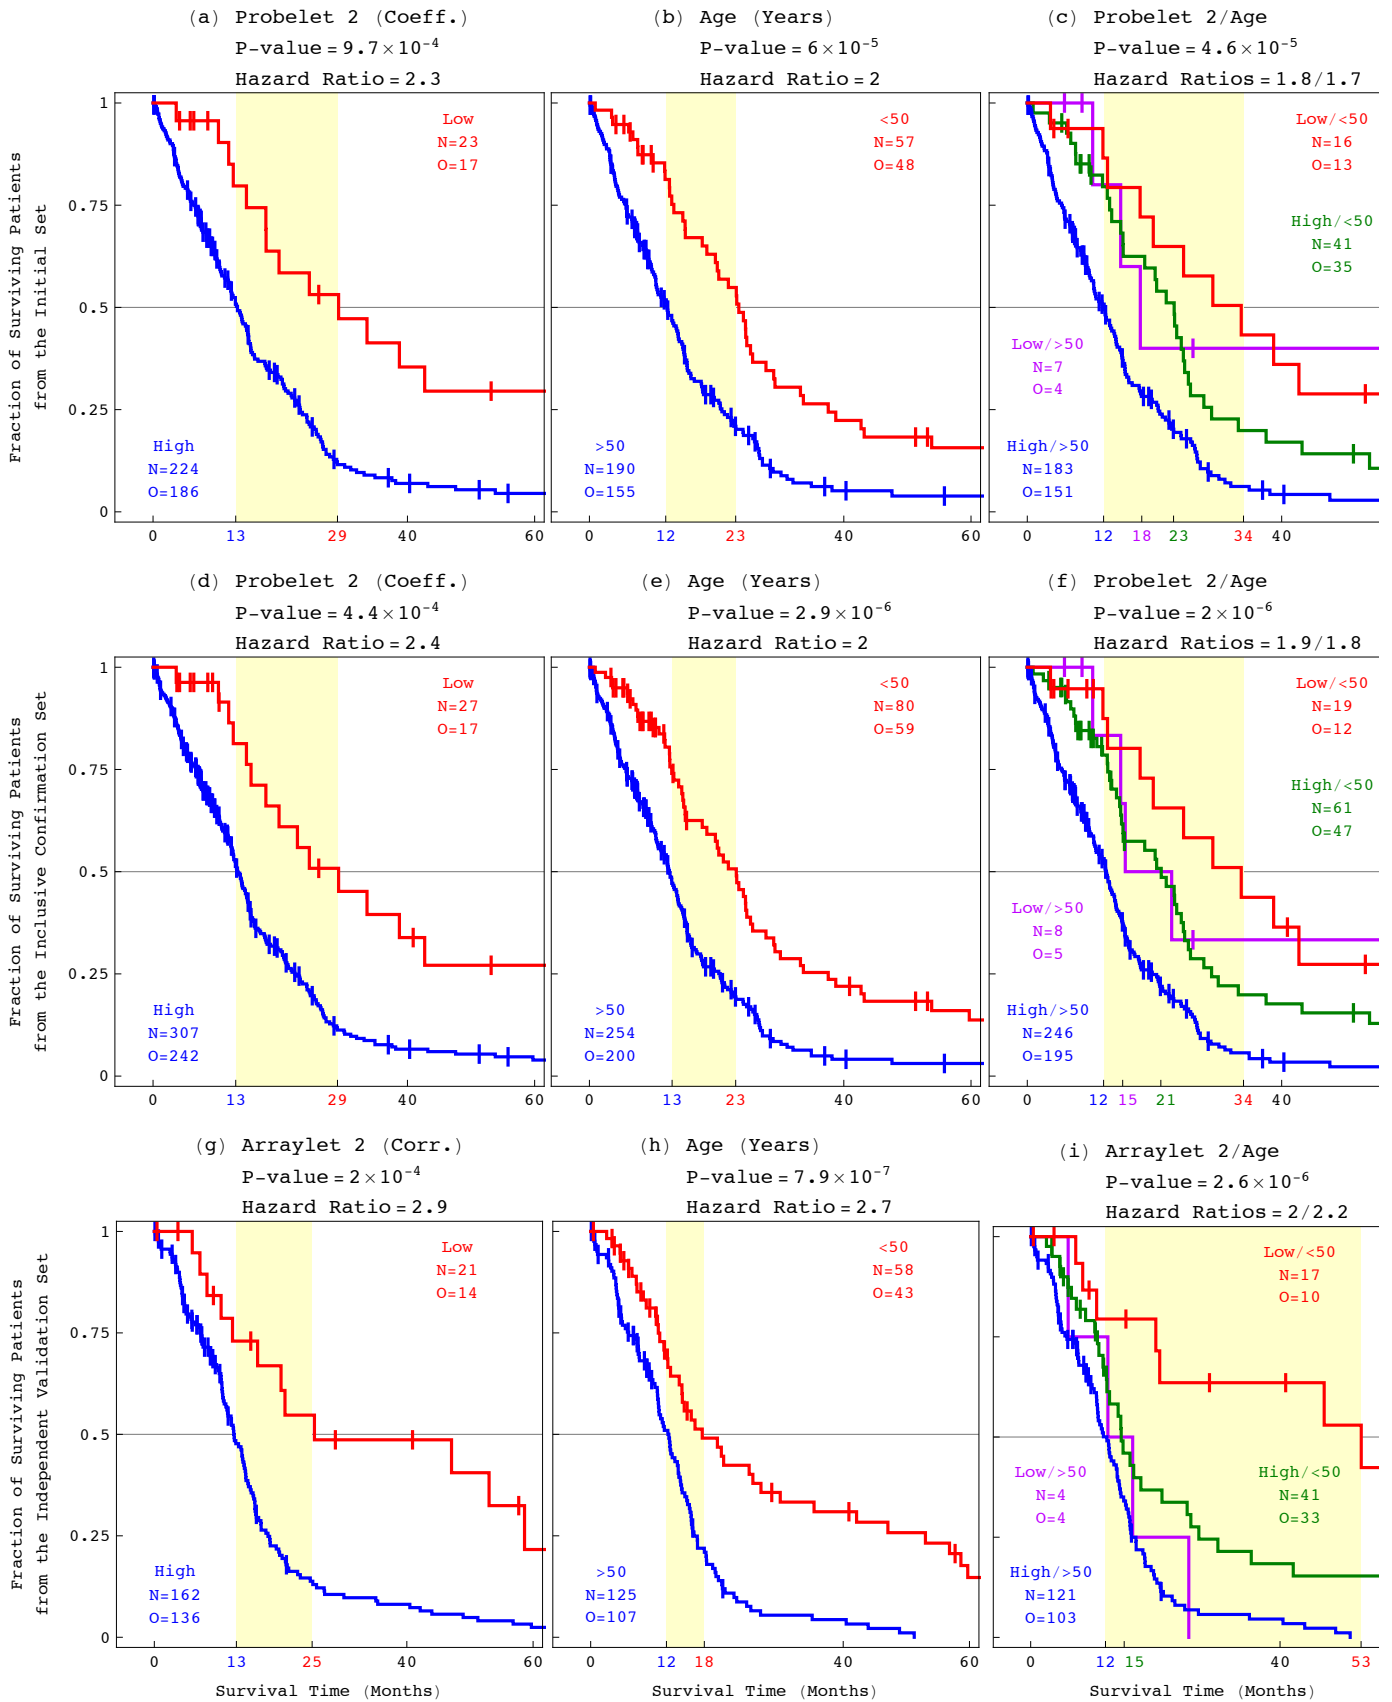 (a) Probelet 2 (Coeff.)
P-value = 9.7×10⁻⁴
Hazard Ratio = 2.3
(b) Age (Years)
P-value = 6×10⁻⁵
Hazard Ratio = 2
(c) Probelet 2/Age
P-value = 4.6×10⁻⁵
Hazard Ratios = 1.8/1.7
Fraction of Surviving Patients
from the Initial Set
1
0.75
0.5
0.25
0
Low
N=23
O=17
High
N=224
O=186
0 13 29 40 60
<50
N=57
O=48
>50
N=190
O=155
0 12 23 40 60
Low/<50
N=16
O=13
High/<50
N=41
O=35
Low/>50
N=7
O=4
High/>50
N=183
O=151
0 12 18 23 34 40
(d) Probelet 2 (Coeff.)
P-value = 4.4×10⁻⁴
Hazard Ratio = 2.4
(e) Age (Years)
P-value = 2.9×10⁻⁶
Hazard Ratio = 2
(f) Probelet 2/Age
P-value = 2×10⁻⁶
Hazard Ratios = 1.9/1.8
Fraction of Surviving Patients
from the Inclusive Confirmation Set
1
0.75
0.5
0.25
0
Low
N=27
O=17
High
N=307
O=242
0 13 29 40 60
<50
N=80
O=59
>50
N=254
O=200
0 13 23 40 60
Low/<50
N=19
O=12
High/<50
N=61
O=47
Low/>50
N=8
O=5
High/>50
N=246
O=195
0 12 15 21 34 40
(g) Arraylet 2 (Corr.)
P-value = 2×10⁻⁴
Hazard Ratio = 2.9
(h) Age (Years)
P-value = 7.9×10⁻⁷
Hazard Ratio = 2.7
(i) Arraylet 2/Age
P-value = 2.6×10⁻⁶
Hazard Ratios = 2/2.2
Fraction of Surviving Patients
from the Independent Validation Set
1
0.75
0.5
0.25
0
Low
N=21
O=14
High
N=162
O=136
0 13 25 40 60
Survival Time (Months)
<50
N=58
O=43
>50
N=125
O=107
0 12 18 40 60
Survival Time (Months)
Low/<50
N=17
O=10
Low/>50
N=4
O=4
High/<50
N=41
O=33
High/>50
N=121
O=103
0 12 15 40 53
Survival Time (Months)